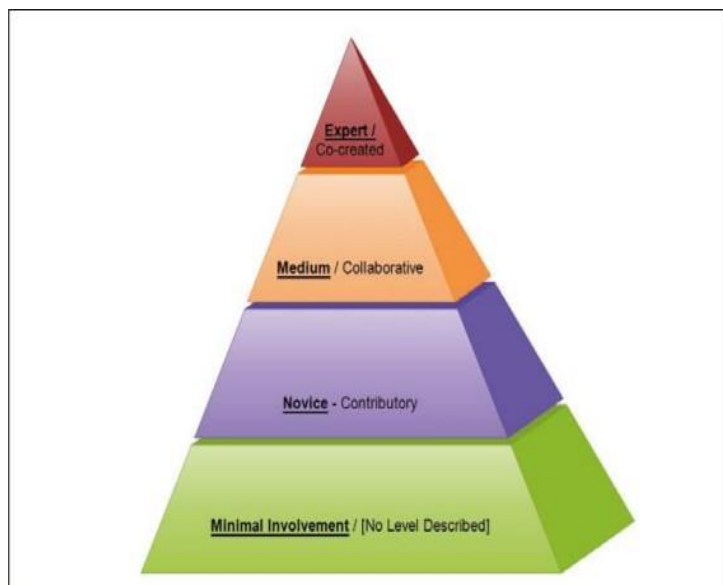 Expert /
Co-created
Medium / Collaborative
Novice - Contributory
Minimal Involvement / [No Level Described]